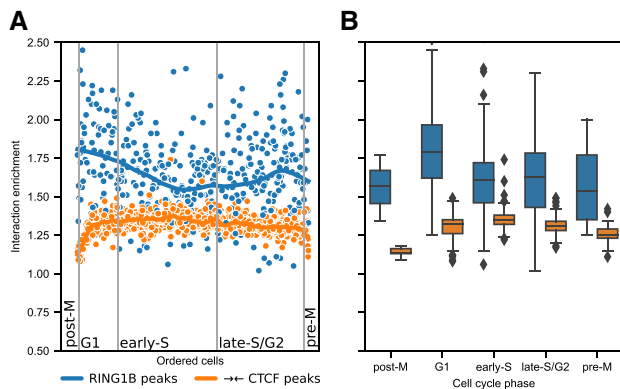 A
B
2.50
2.25
2.00
1.75
1.50
1.25
1.00
0.75
0.50
Interaction enrichment
post-M
G1
early-S
late-S/G2
pre-M
Ordered cells
RING1B peaks
→← CTCF peaks
post-M G1 early-S late-S/G2 pre-M
Cell cycle phase